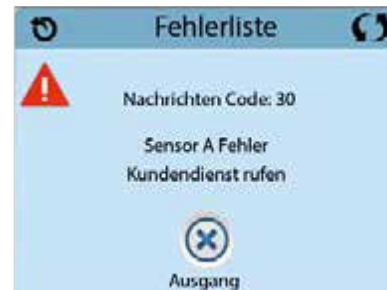 Fehlerliste
Nachrichten Code: 30
Sensor A Fehler
Kundendienst rufen
Ausgang